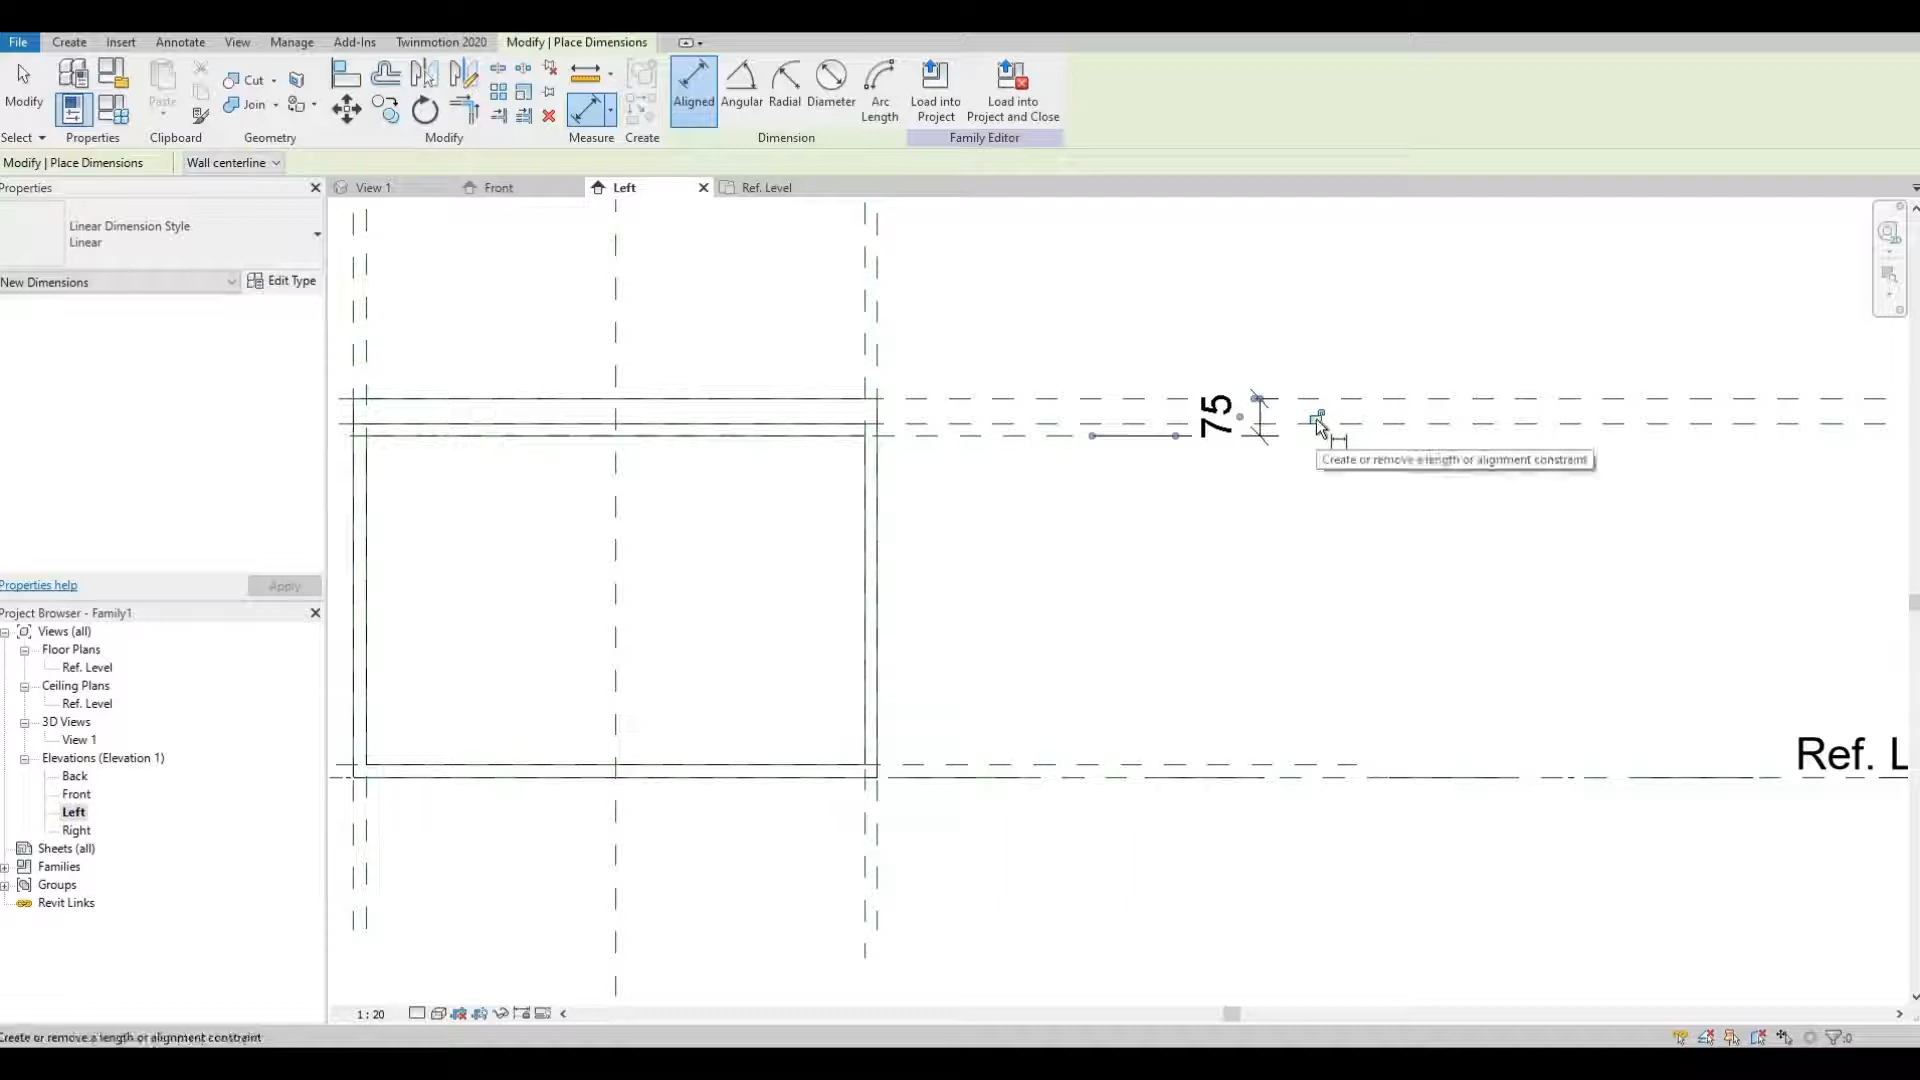 File Create Insert Annotate View Manage Add-Ins Twinmotion 2020 Modify | Place Dimensions
Modify Paste Cut Join Aligned Angular Radial Diameter Arc Length Load into Project Load into Project and Close
Select Properties Clipboard Geometry Modify Measure Create Dimension Family Editor
Modify | Place Dimensions Wall centerline
Properties View 1 Front Left Ref. Level
Linear Dimension Style
Linear
New Dimensions Edit Type
75
Create or remove a length or alignment constraint
Properties help Apply
Project Browser - Family1
Views (all)
Floor Plans
Ref. Level
Ceiling Plans
Ref. Level
3D Views
View 1
Elevations (Elevation 1)
Back
Front
Left
Right
Sheets (all)
Families
Groups
Revit Links
Ref. L
1 : 20
Create or remove a length or alignment constraint :0